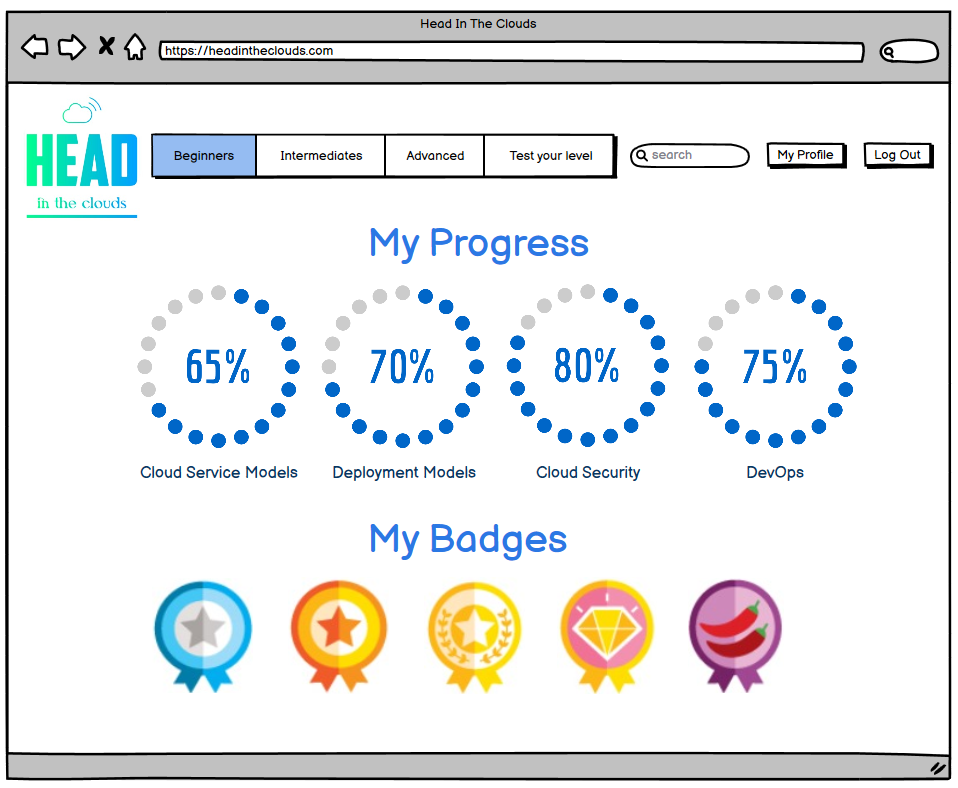 Head In The Clouds
https://headintheclouds.com
HEAD
in the clouds
Beginners
Intermediates
Advanced
Test your level
search
My Profile
Log Out
My Progress
65%
70%
80%
75%
Cloud Service Models
Deployment Models
Cloud Security
DevOps
My Badges